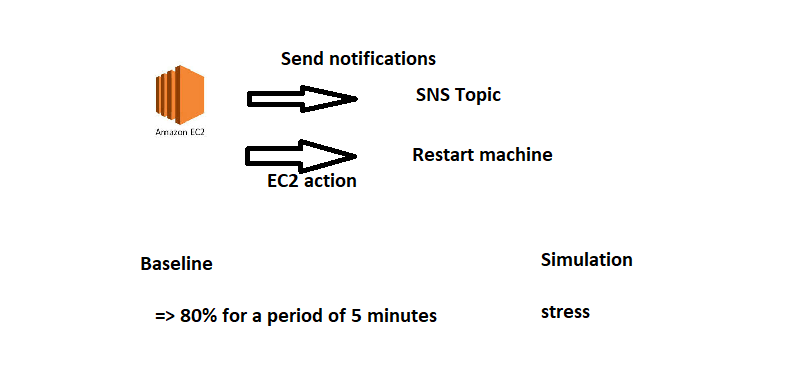 Send notifications
SNS Topic
Amazon EC2
Restart machine
EC2 action
Baseline
Simulation
=> 80% for a period of 5 minutes
stress